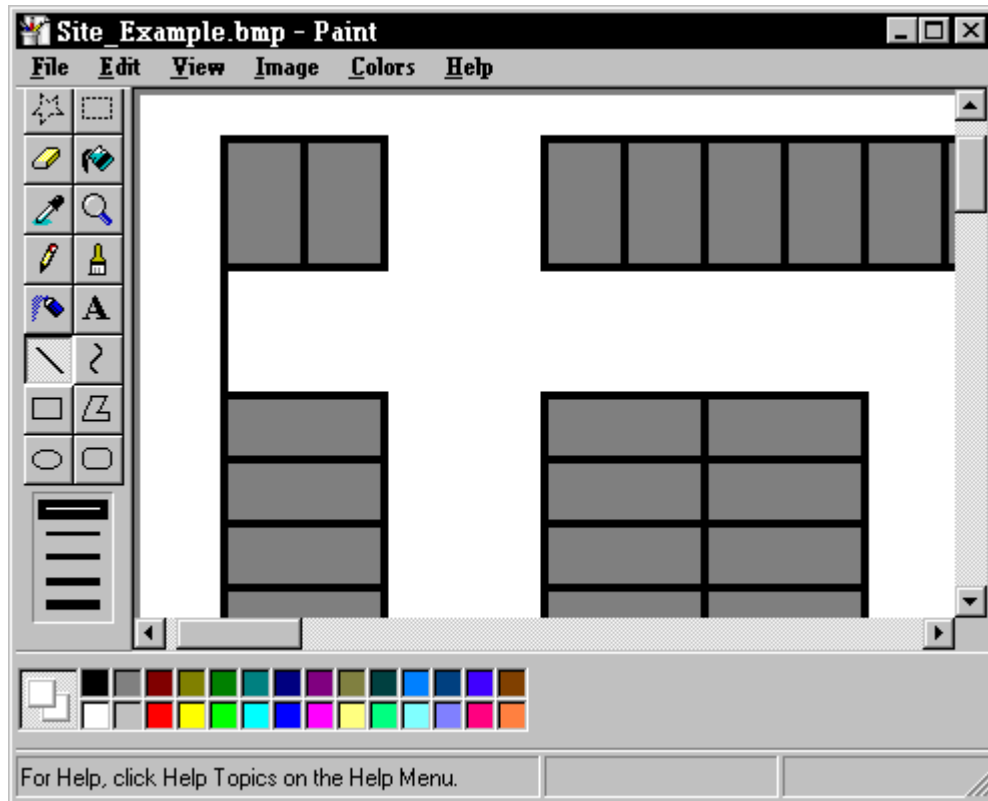 Site_Example.bmp - Paint
File Edit View Image Colors Help
A
For Help, click Help Topics on the Help Menu.